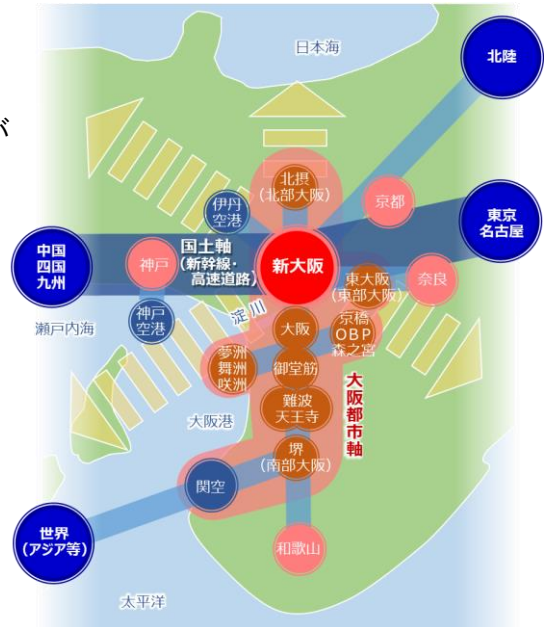 日本海
北陸
が
北摂
(北部大阪)
伊丹
空港
京都
東京
名古屋
中国
四国
九州
神戸
国土軸
(新幹線・
高速道路)
新大阪
東大阪
(東部大阪)
奈良
神戸
空港
淀川
瀬戸内海
大阪
京橋
OBP
森之宮
夢洲
舞洲
咲洲
御堂筋
大阪都市軸
大阪港
難波
天王寺
堺
(南部大阪)
関空
世界
(アジア等)
和歌山
太平洋